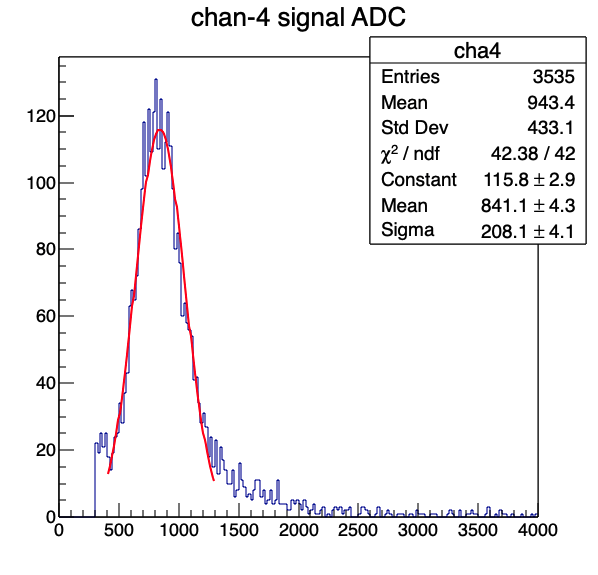 chan-4 signal ADC
cha4
Entries 3535
Mean 943.4
Std Dev 433.1
χ² / ndf 42.38 / 42
Constant 115.8 ± 2.9
Mean 841.1 ± 4.3
Sigma 208.1 ± 4.1
120
100
80
60
40
20
0
0 500 1000 1500 2000 2500 3000 3500 4000